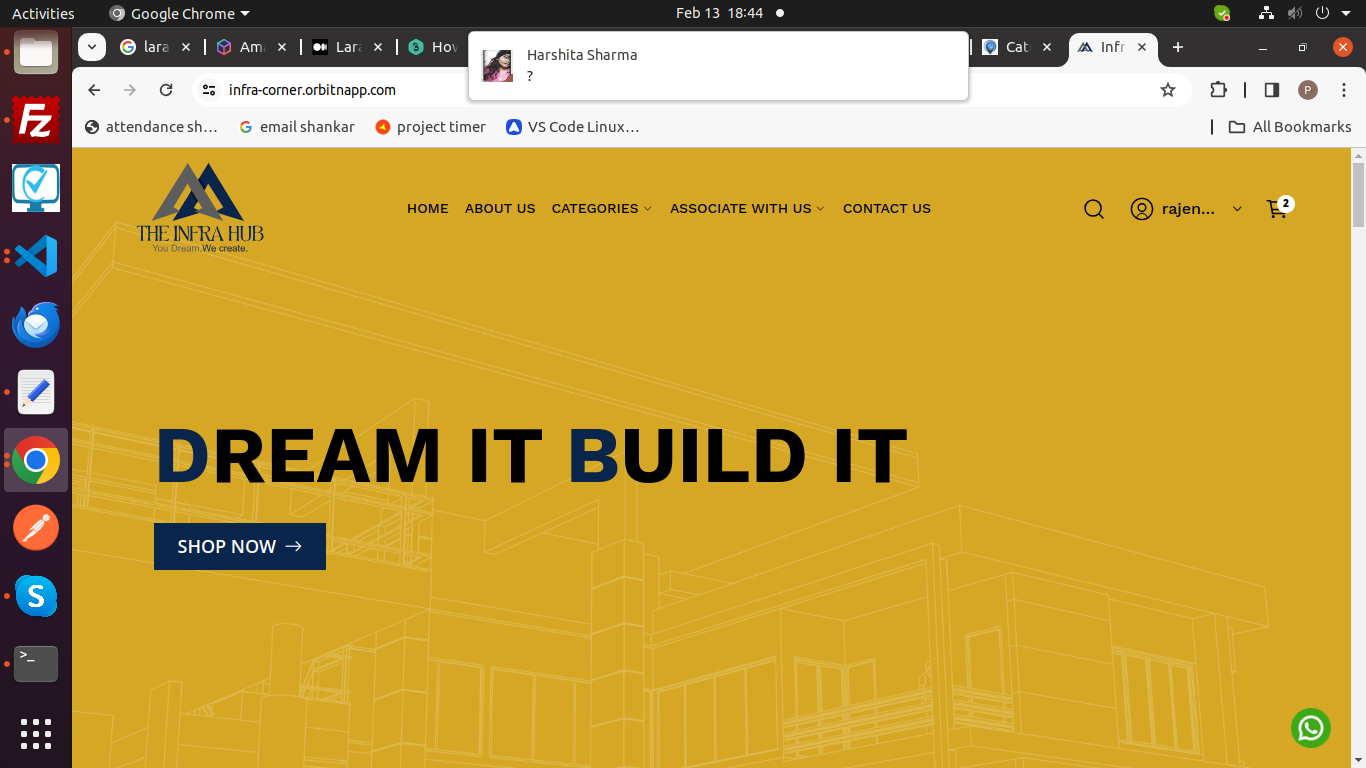 Activities
Google Chrome
Feb 13 18:44
lara
Ama
Lara
How
Cat
Infr
Harshita Sharma
?
infra-corner.orbitnapp.com
P
attendance sh...
email shankar
project timer
VS Code Linux...
All Bookmarks
THE INFRA HUB
You Dream.We create.
HOME
ABOUT US
CATEGORIES
ASSOCIATE WITH US
CONTACT US
rajen...
2
DREAM IT BUILD IT
SHOP NOW
Fz
S
>_